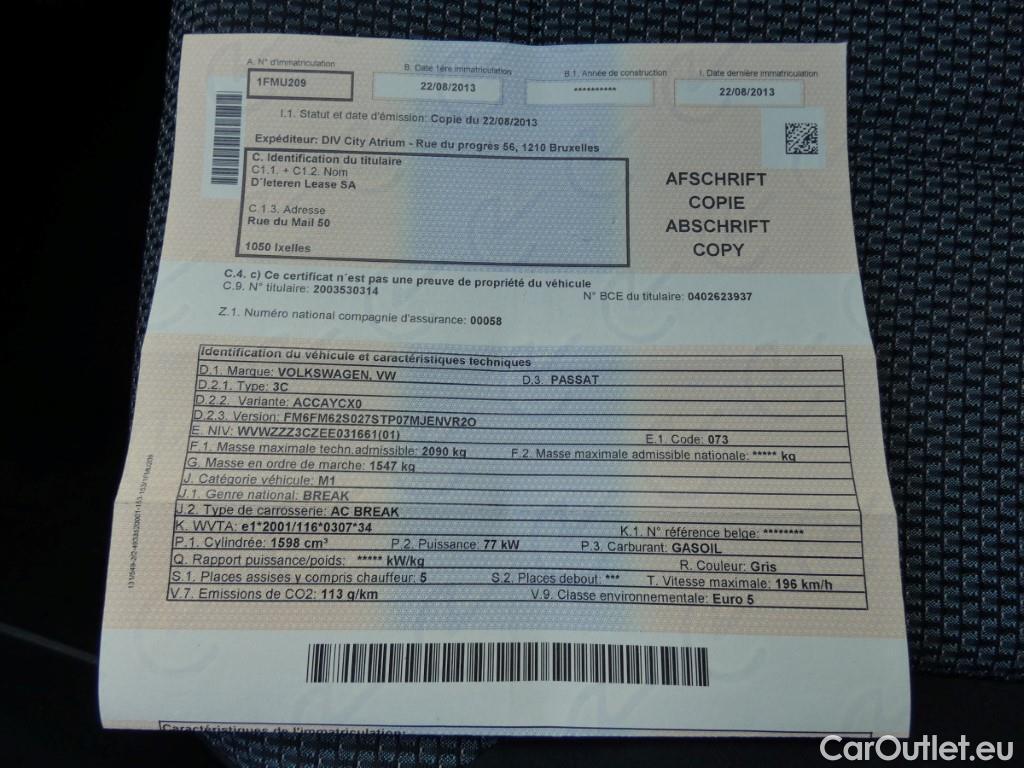 A. N° d'immatriculation
B. Date 1ère immatriculation
B.1. Année de construction
I. Date dernière immatriculation
1FMU209
22/08/2013
**********
22/08/2013
I.1. Statut et date d'émission: Copie du 22/08/2013
Expéditeur: DIV City Atrium - Rue du progrès 56, 1210 Bruxelles
C. Identification du titulaire
C1.1. + C1.2. Nom
D'Ieteren Lease SA
C.1.3. Adresse
Rue du Mail 50
1050 Ixelles
AFSCHRIFT
COPIE
ABSCHRIFT
COPY
C.4. c) Ce certificat n'est pas une preuve de propriété du véhicule
C.9. N° titulaire: 2003530314
N° BCE du titulaire: 0402623937
Z.1. Numéro national compagnie d'assurance: 00058
Identification du véhicule et caractéristiques techniques
D.1. Marque: VOLKSWAGEN, VW D.3. PASSAT
D.2.1. Type: 3C
D.2.2. Variante: ACCAYCX0
D.2.3. Version: FM6FM62S027STP07MJENVR2O
E. NIV: WVWZZZ3CZEE031661(01) E.1. Code: 073
F.1. Masse maximale techn.admissible: 2090 kg F.2. Masse maximale admissible nationale: ***** kg
G. Masse en ordre de marche: 1547 kg
J. Catégorie véhicule: M1
J.1. Genre national: BREAK
J.2. Type de carrosserie: AC BREAK
K. WVTA: e1*2001/116*0307*34 K.1. N° référence belge: ********
P.1. Cylindrée: 1598 cm³ P.2. Puissance: 77 kW P.3. Carburant: GASOIL
Q. Rapport puissance/poids: ***** kW/kg R. Couleur: Gris
S.1. Places assises y compris chauffeur: 5 S.2. Places debout: *** T. Vitesse maximale: 196 km/h
V.7. Emissions de CO2: 113 g/km V.9. Classe environnementale: Euro 5
Caractéristiques de l'immatriculation:
CarOutlet.eu